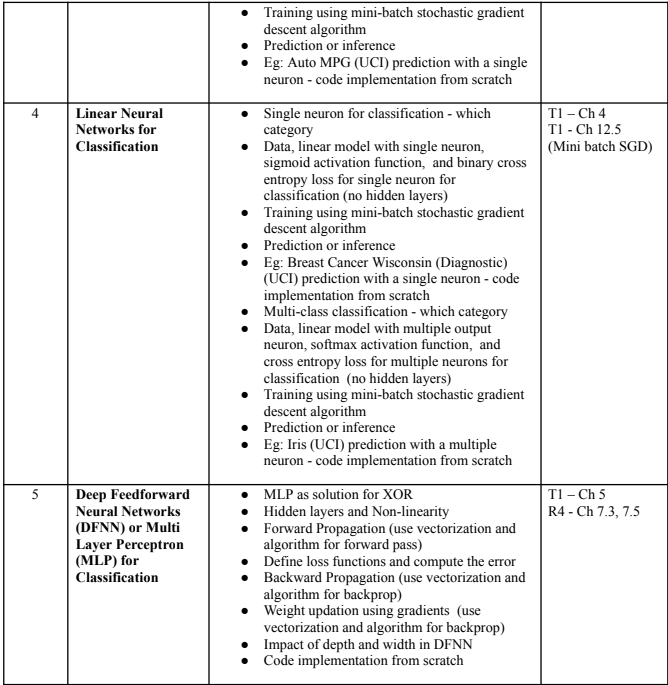 ● Training using mini-batch stochastic gradient
descent algorithm
● Prediction or inference
● Eg: Auto MPG (UCI) prediction with a single
neuron - code implementation from scratch
4
Linear Neural
Networks for
Classification
● Single neuron for classification - which
category
● Data, linear model with single neuron,
sigmoid activation function,  and binary cross
entropy loss for single neuron for
classification (no hidden layers)
● Training using mini-batch stochastic gradient
descent algorithm
● Prediction or inference
● Eg: Breast Cancer Wisconsin (Diagnostic)
(UCI) prediction with a single neuron - code
implementation from scratch
● Multi-class classification - which category
● Data, linear model with multiple output
neuron, softmax activation function,  and
cross entropy loss for multiple neurons for
classification  (no hidden layers)
● Training using mini-batch stochastic gradient
descent algorithm
● Prediction or inference
● Eg: Iris (UCI) prediction with a multiple
neuron - code implementation from scratch
T1 – Ch 4
T1 - Ch 12.5
(Mini batch SGD)
5
Deep Feedforward
Neural Networks
(DFNN) or Multi
Layer Perceptron
(MLP) for
Classification
● MLP as solution for XOR
● Hidden layers and Non-linearity
● Forward Propagation (use vectorization and
algorithm for forward pass)
● Define loss functions and compute the error
● Backward Propagation (use vectorization and
algorithm for backprop)
● Weight updation using gradients  (use
vectorization and algorithm for backprop)
● Impact of depth and width in DFNN
● Code implementation from scratch
T1 – Ch 5
R4 - Ch 7.3, 7.5